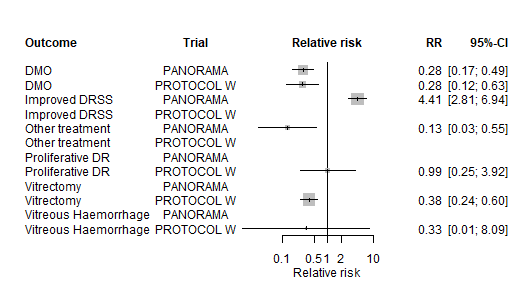 Outcome Trial Relative risk RR 95%-CI
DMO PANORAMA 0.28 [0.17; 0.49]
DMO PROTOCOL W 0.28 [0.12; 0.63]
Improved DRSS PANORAMA 4.41 [2.81; 6.94]
Improved DRSS PROTOCOL W
Other treatment PANORAMA 0.13 [0.03; 0.55]
Other treatment PROTOCOL W
Proliferative DR PANORAMA
Proliferative DR PROTOCOL W 0.99 [0.25; 3.92]
Vitrectomy PANORAMA
Vitrectomy PROTOCOL W 0.38 [0.24; 0.60]
Vitreous Haemorrhage PANORAMA
Vitreous Haemorrhage PROTOCOL W 0.33 [0.01; 8.09]
0.1 0.5 1 2 10
Relative risk